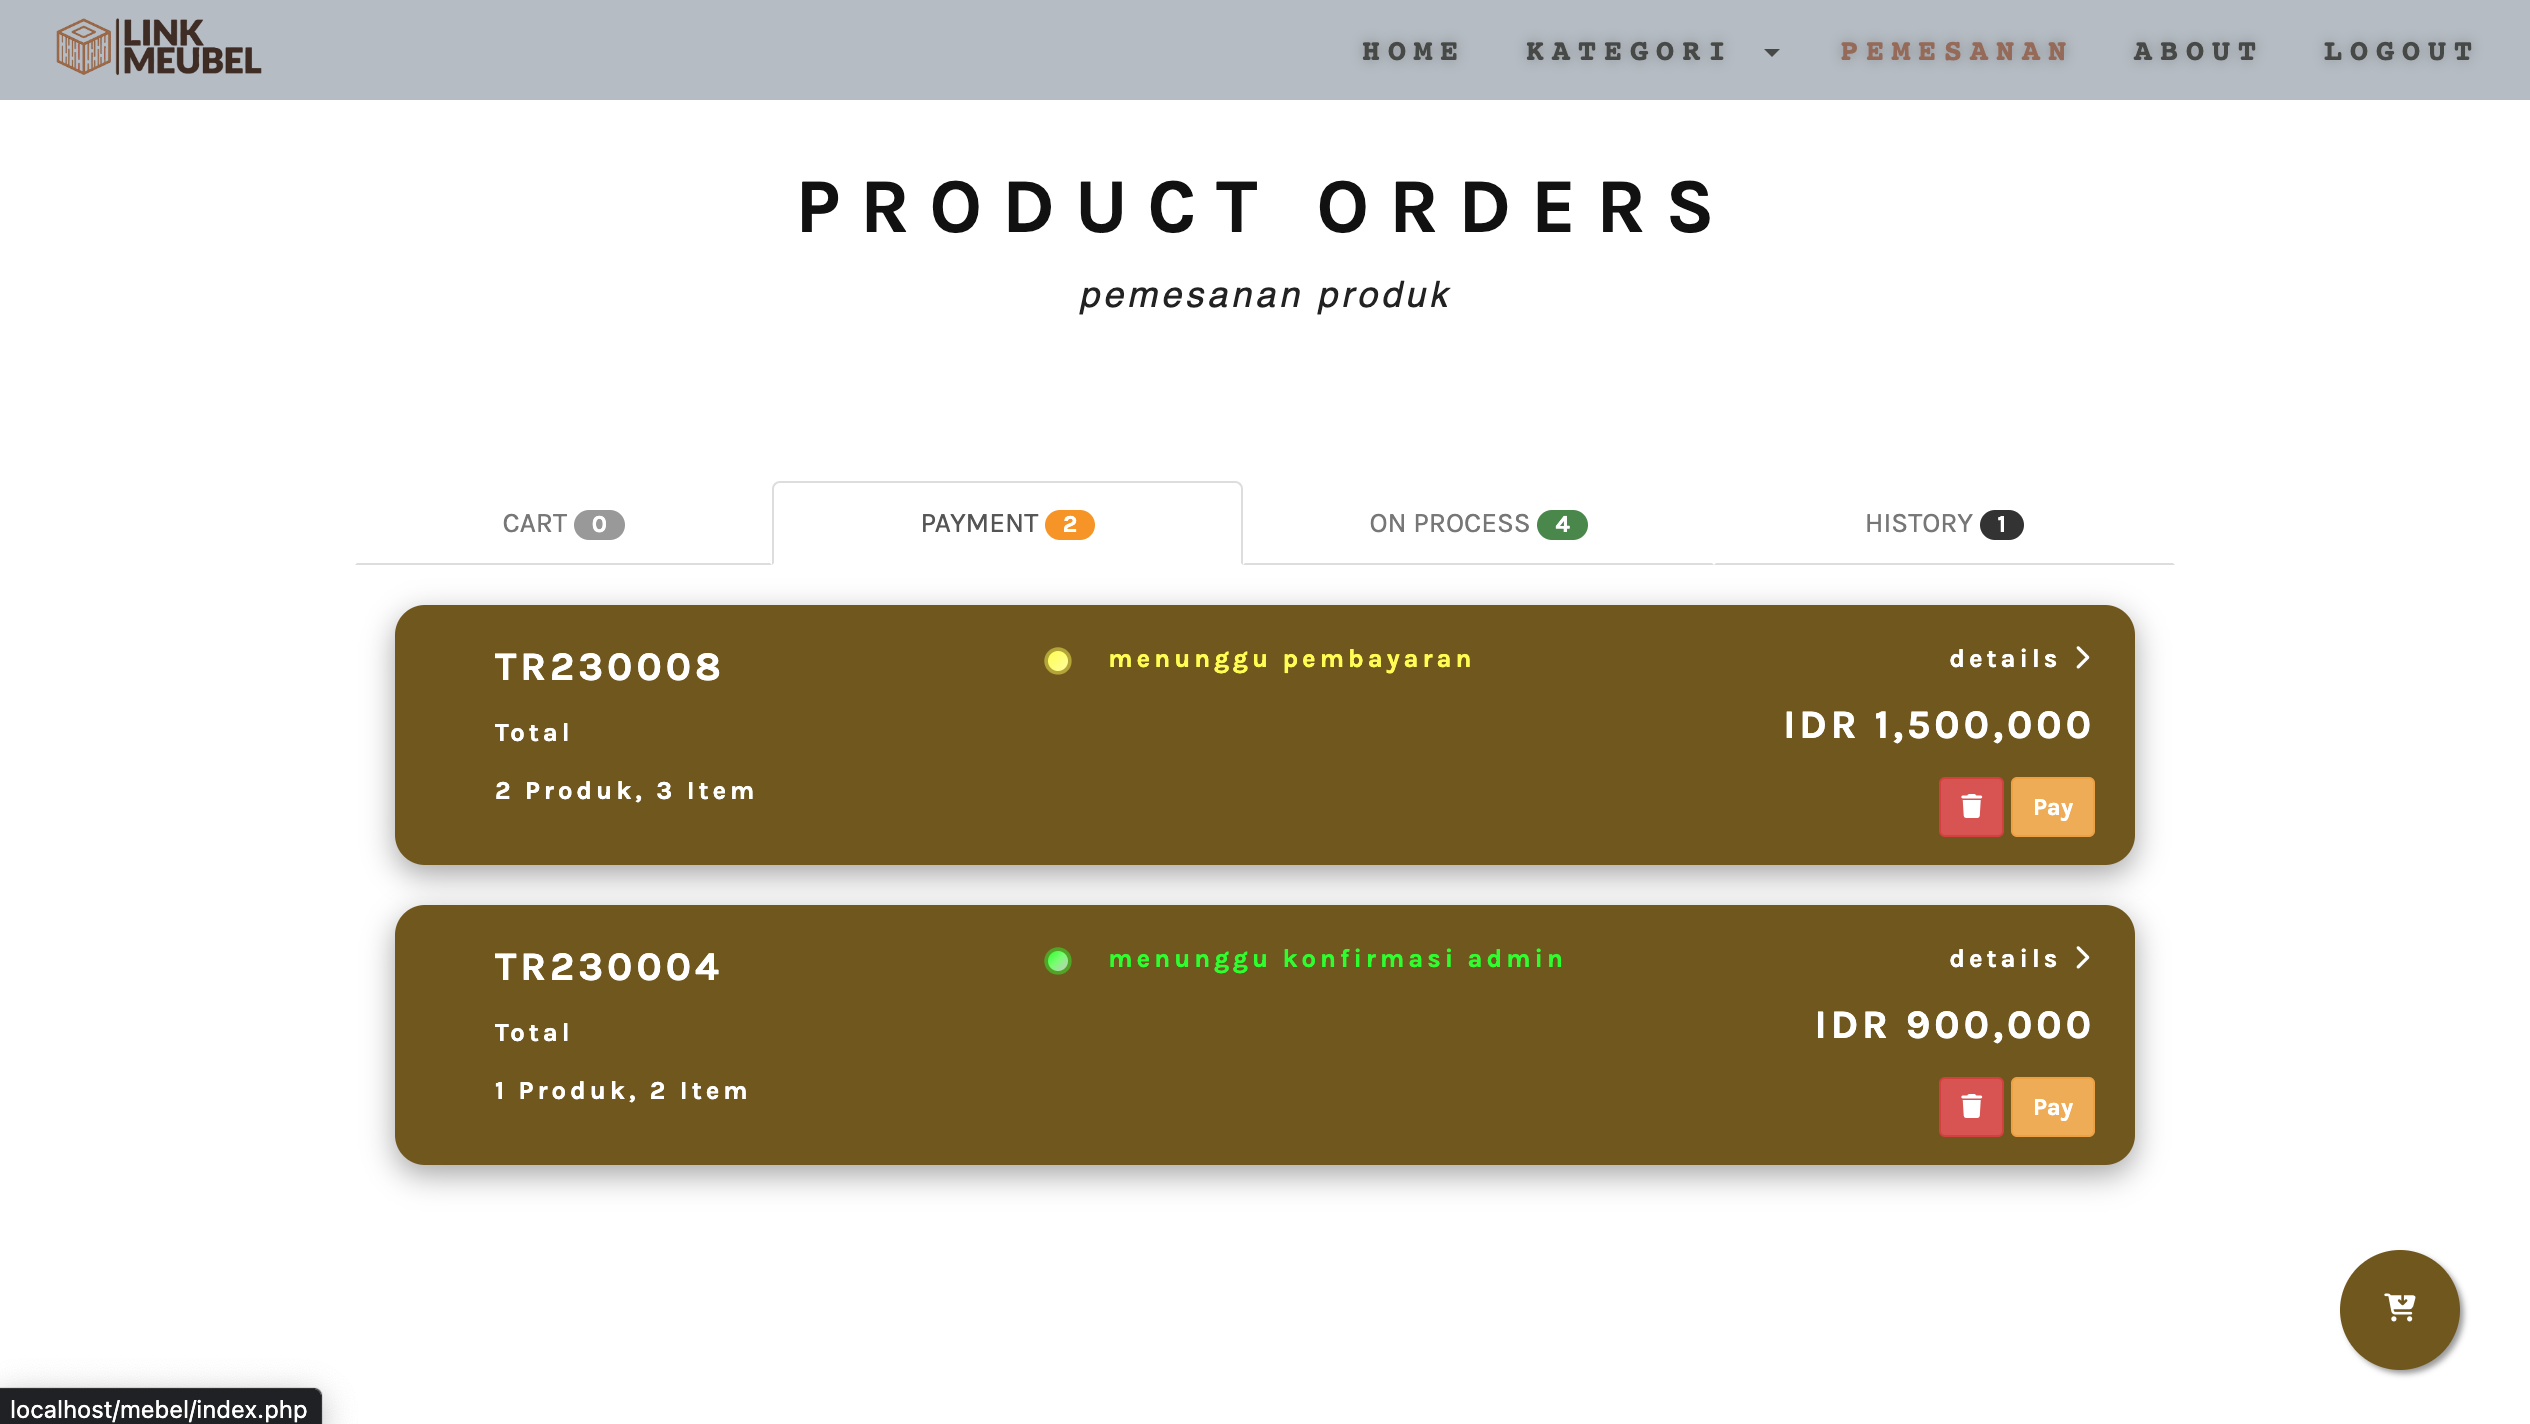 LINK
MEUBEL
HOME KATEGORI PEMESANAN ABOUT LOGOUT
PRODUCT ORDERS
pemesanan produk
CART 0 PAYMENT 2 ON PROCESS 4 HISTORY 1
TR230008 menunggu pembayaran details
Total IDR 1,500,000
2 Produk, 3 Item Pay
TR230004 menunggu konfirmasi admin details
Total IDR 900,000
1 Produk, 2 Item Pay
localhost/mebel/index.php